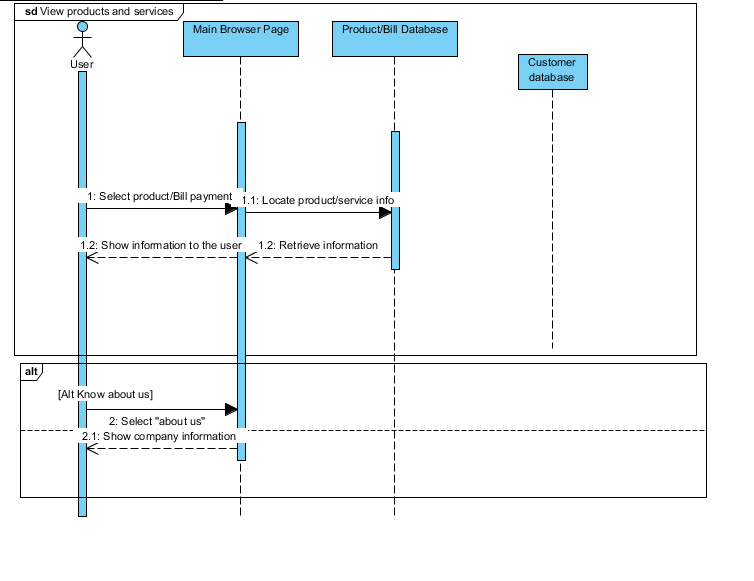 sd View products and services
User
Main Browser Page
Product/Bill Database
Customer
database
1: Select product/Bill payment
1.1: Locate product/service info
1.2: Show information to the user
1.2: Retrieve information
alt
[Alt Know about us]
2: Select "about us"
2.1: Show company information